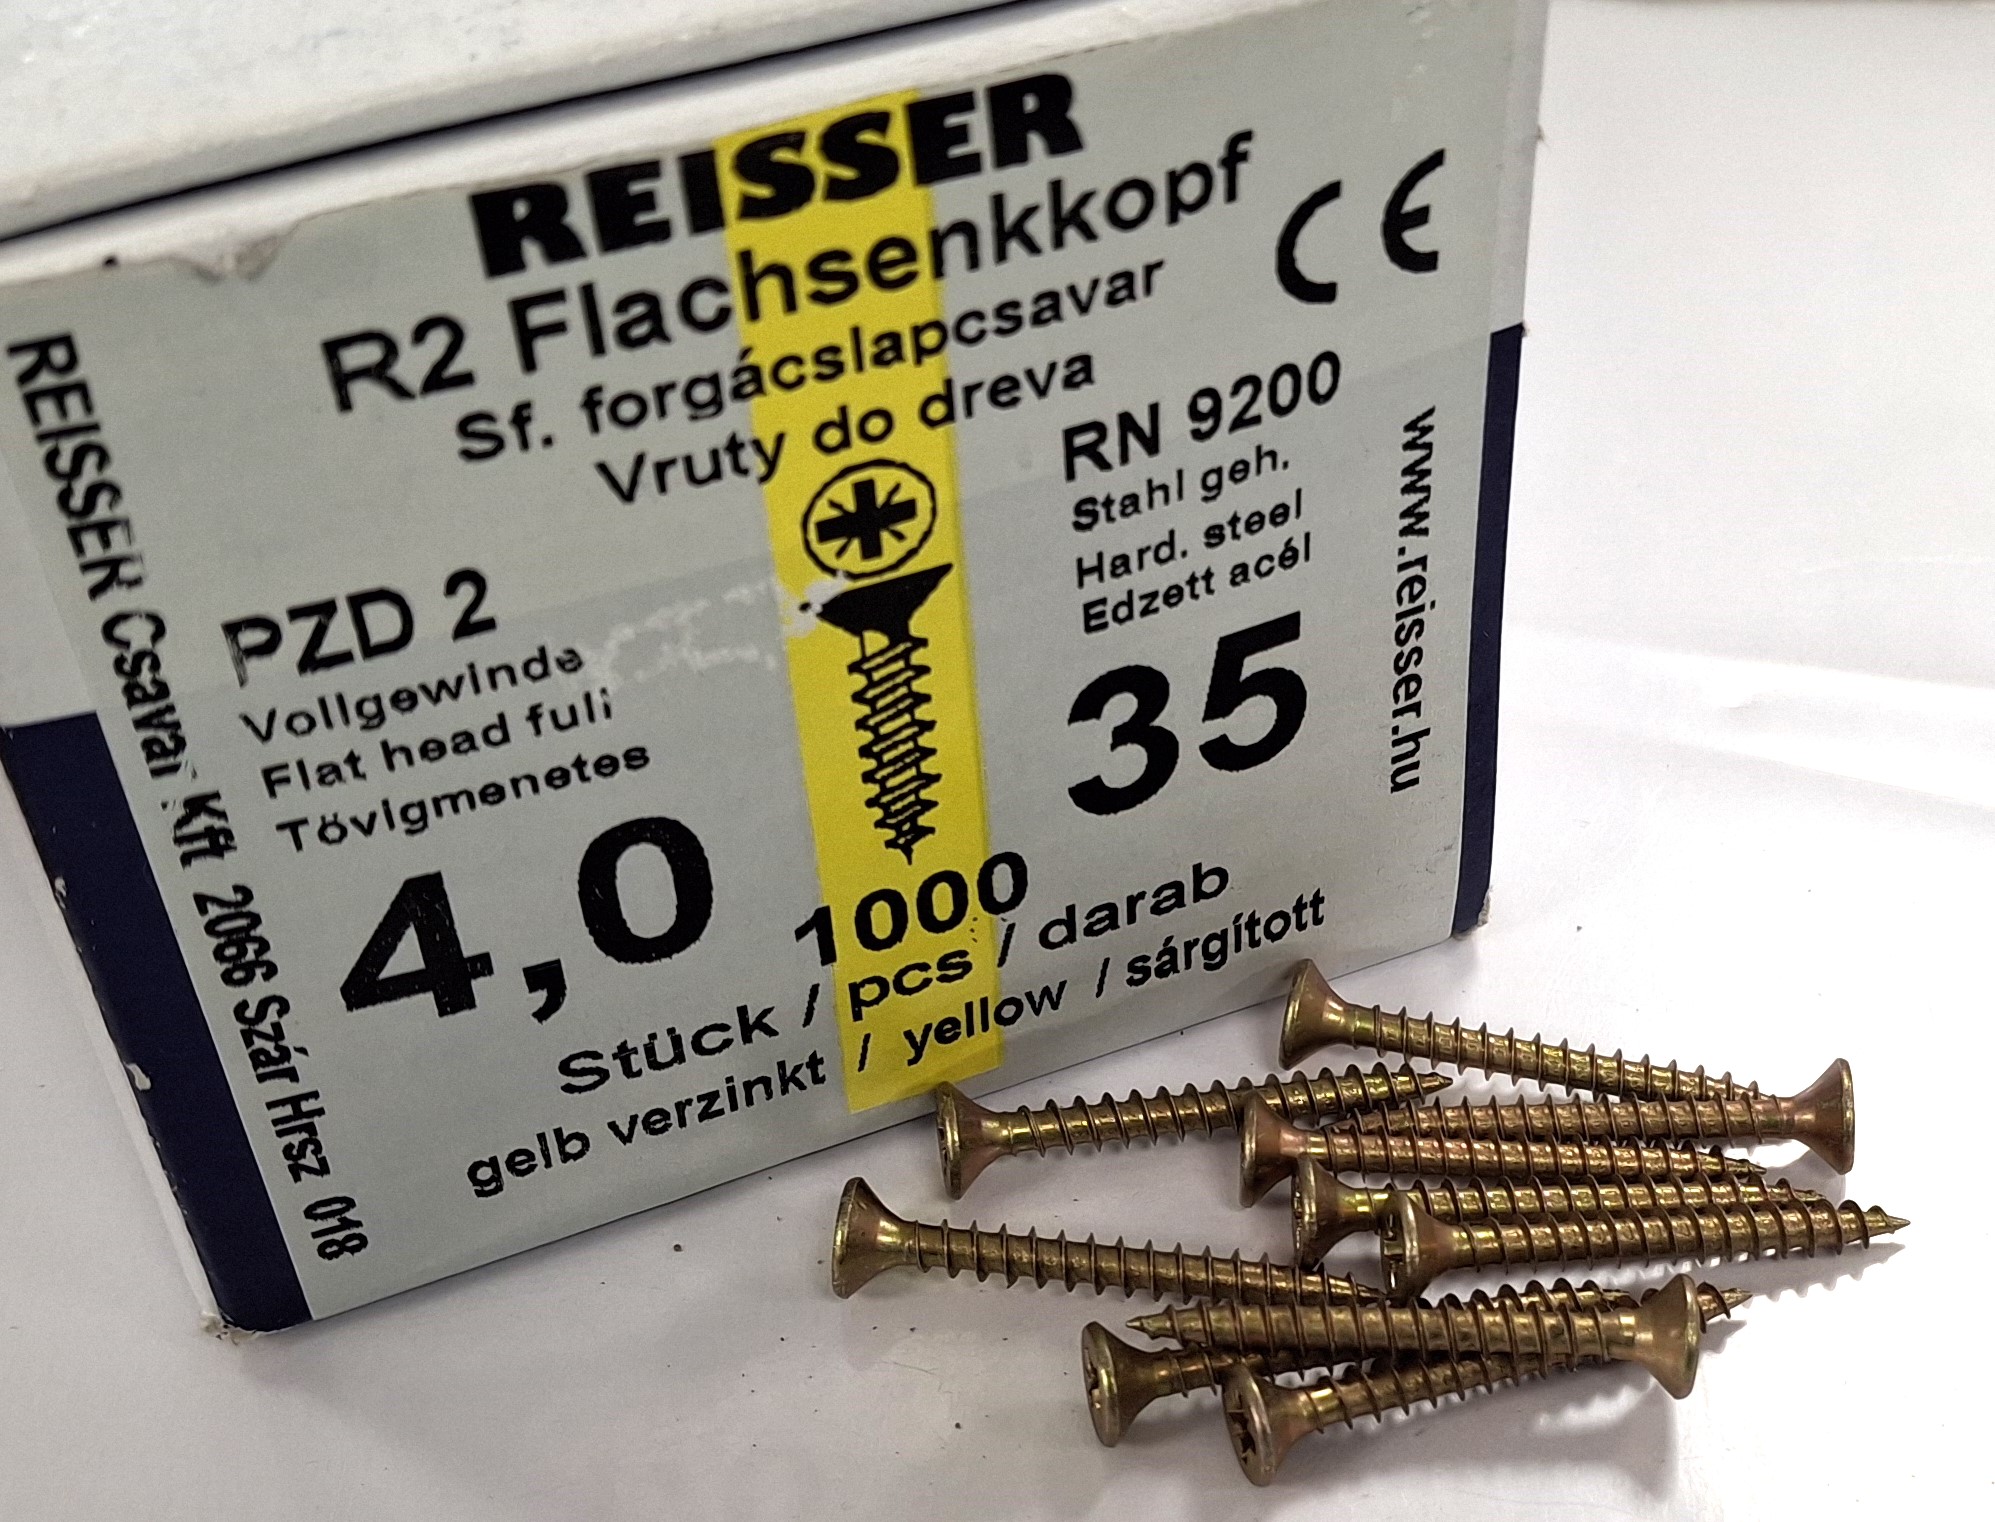 REISSER
R2 Flachsenkkopf
Sf. forgácslapcsavar
Vruty do dreva
CE
RN 9200
Stahl geh.
Hard. steel
Edzett acél
PZD 2
Vollgewinde
Flat head fuli
Tövigmenetes
4,0
35
1000
Stück / pcs / darab
gelb verzinkt / yellow / sárgított
REISSER Csavar Kft 2066 Szár Hrsz 018
www.reisser.hu